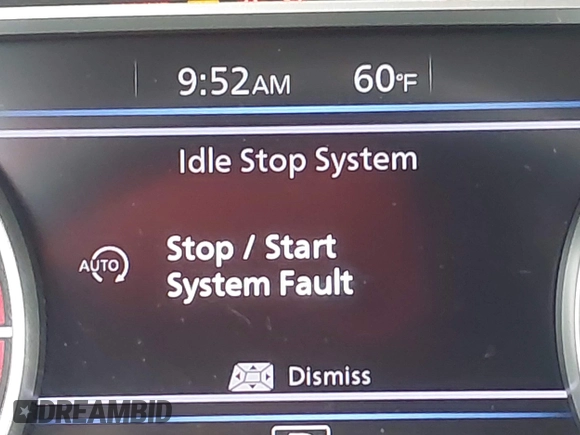 9:52AM 60°F
Idle Stop System
AUTO Stop / Start
System Fault
Dismiss
DREAMBID